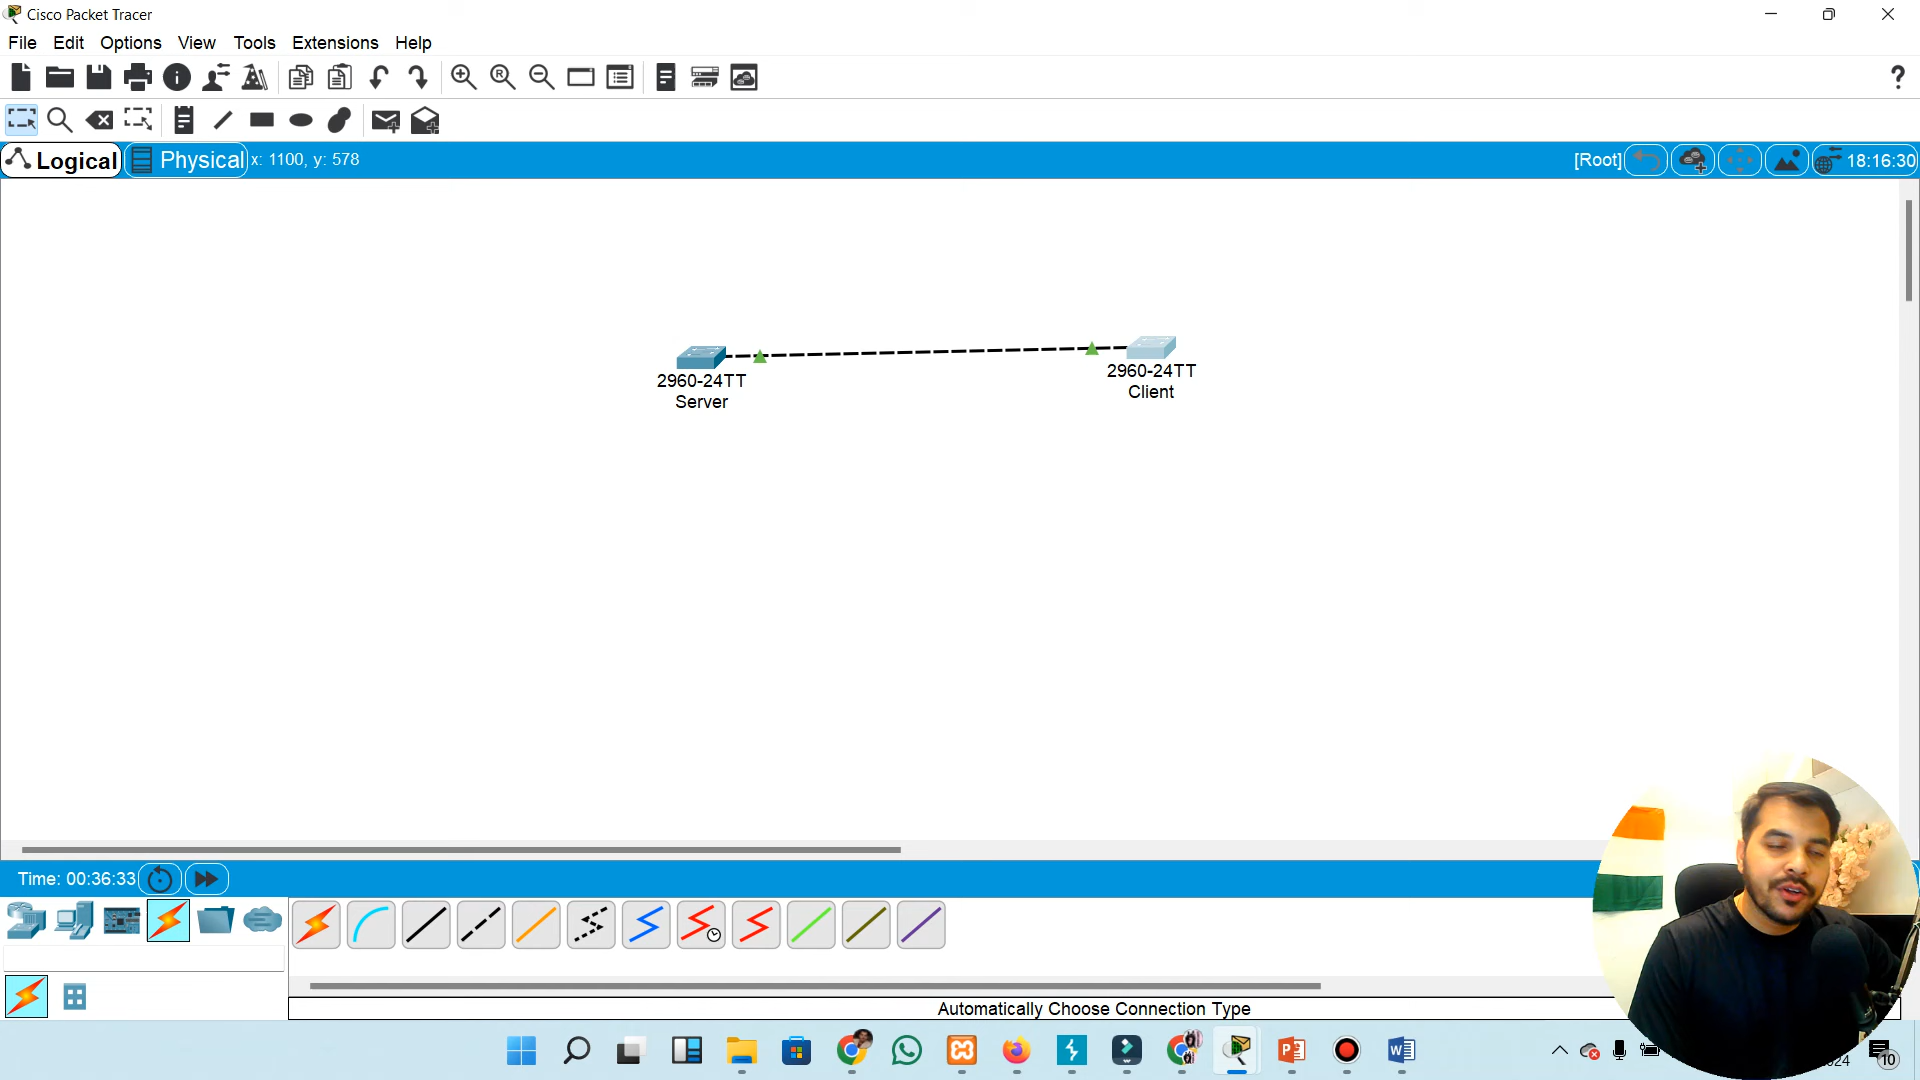 Cisco Packet Tracer
File Edit Options View Tools Extensions Help
Logical Physical x: 1100, y: 578 [Root] 18:16:30
2960-24TT
Server
2960-24TT
Client
Time: 00:36:33
Automatically Choose Connection Type
10